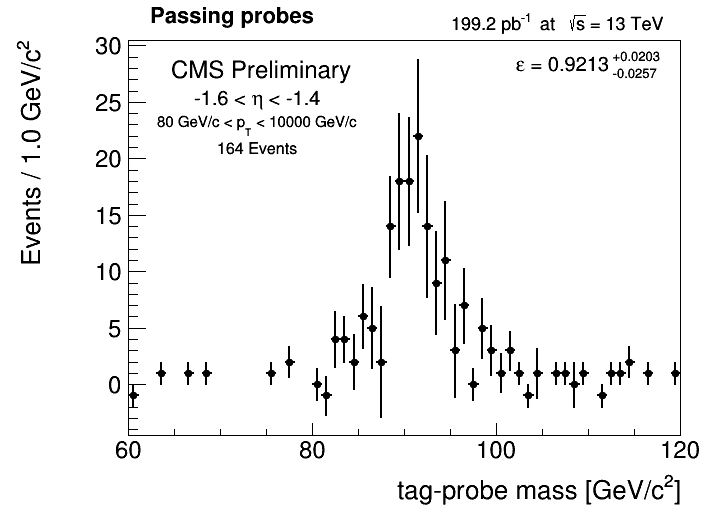 Passing probes
199.2 pb⁻¹ at √s = 13 TeV
CMS Preliminary
ε = 0.9213 +0.0203 -0.0257
-1.6 < η < -1.4
80 GeV/c < p_T < 10000 GeV/c
164 Events
Events / 1.0 GeV/c²
30
25
20
15
10
5
0
60 80 100 120
tag-probe mass [GeV/c²]